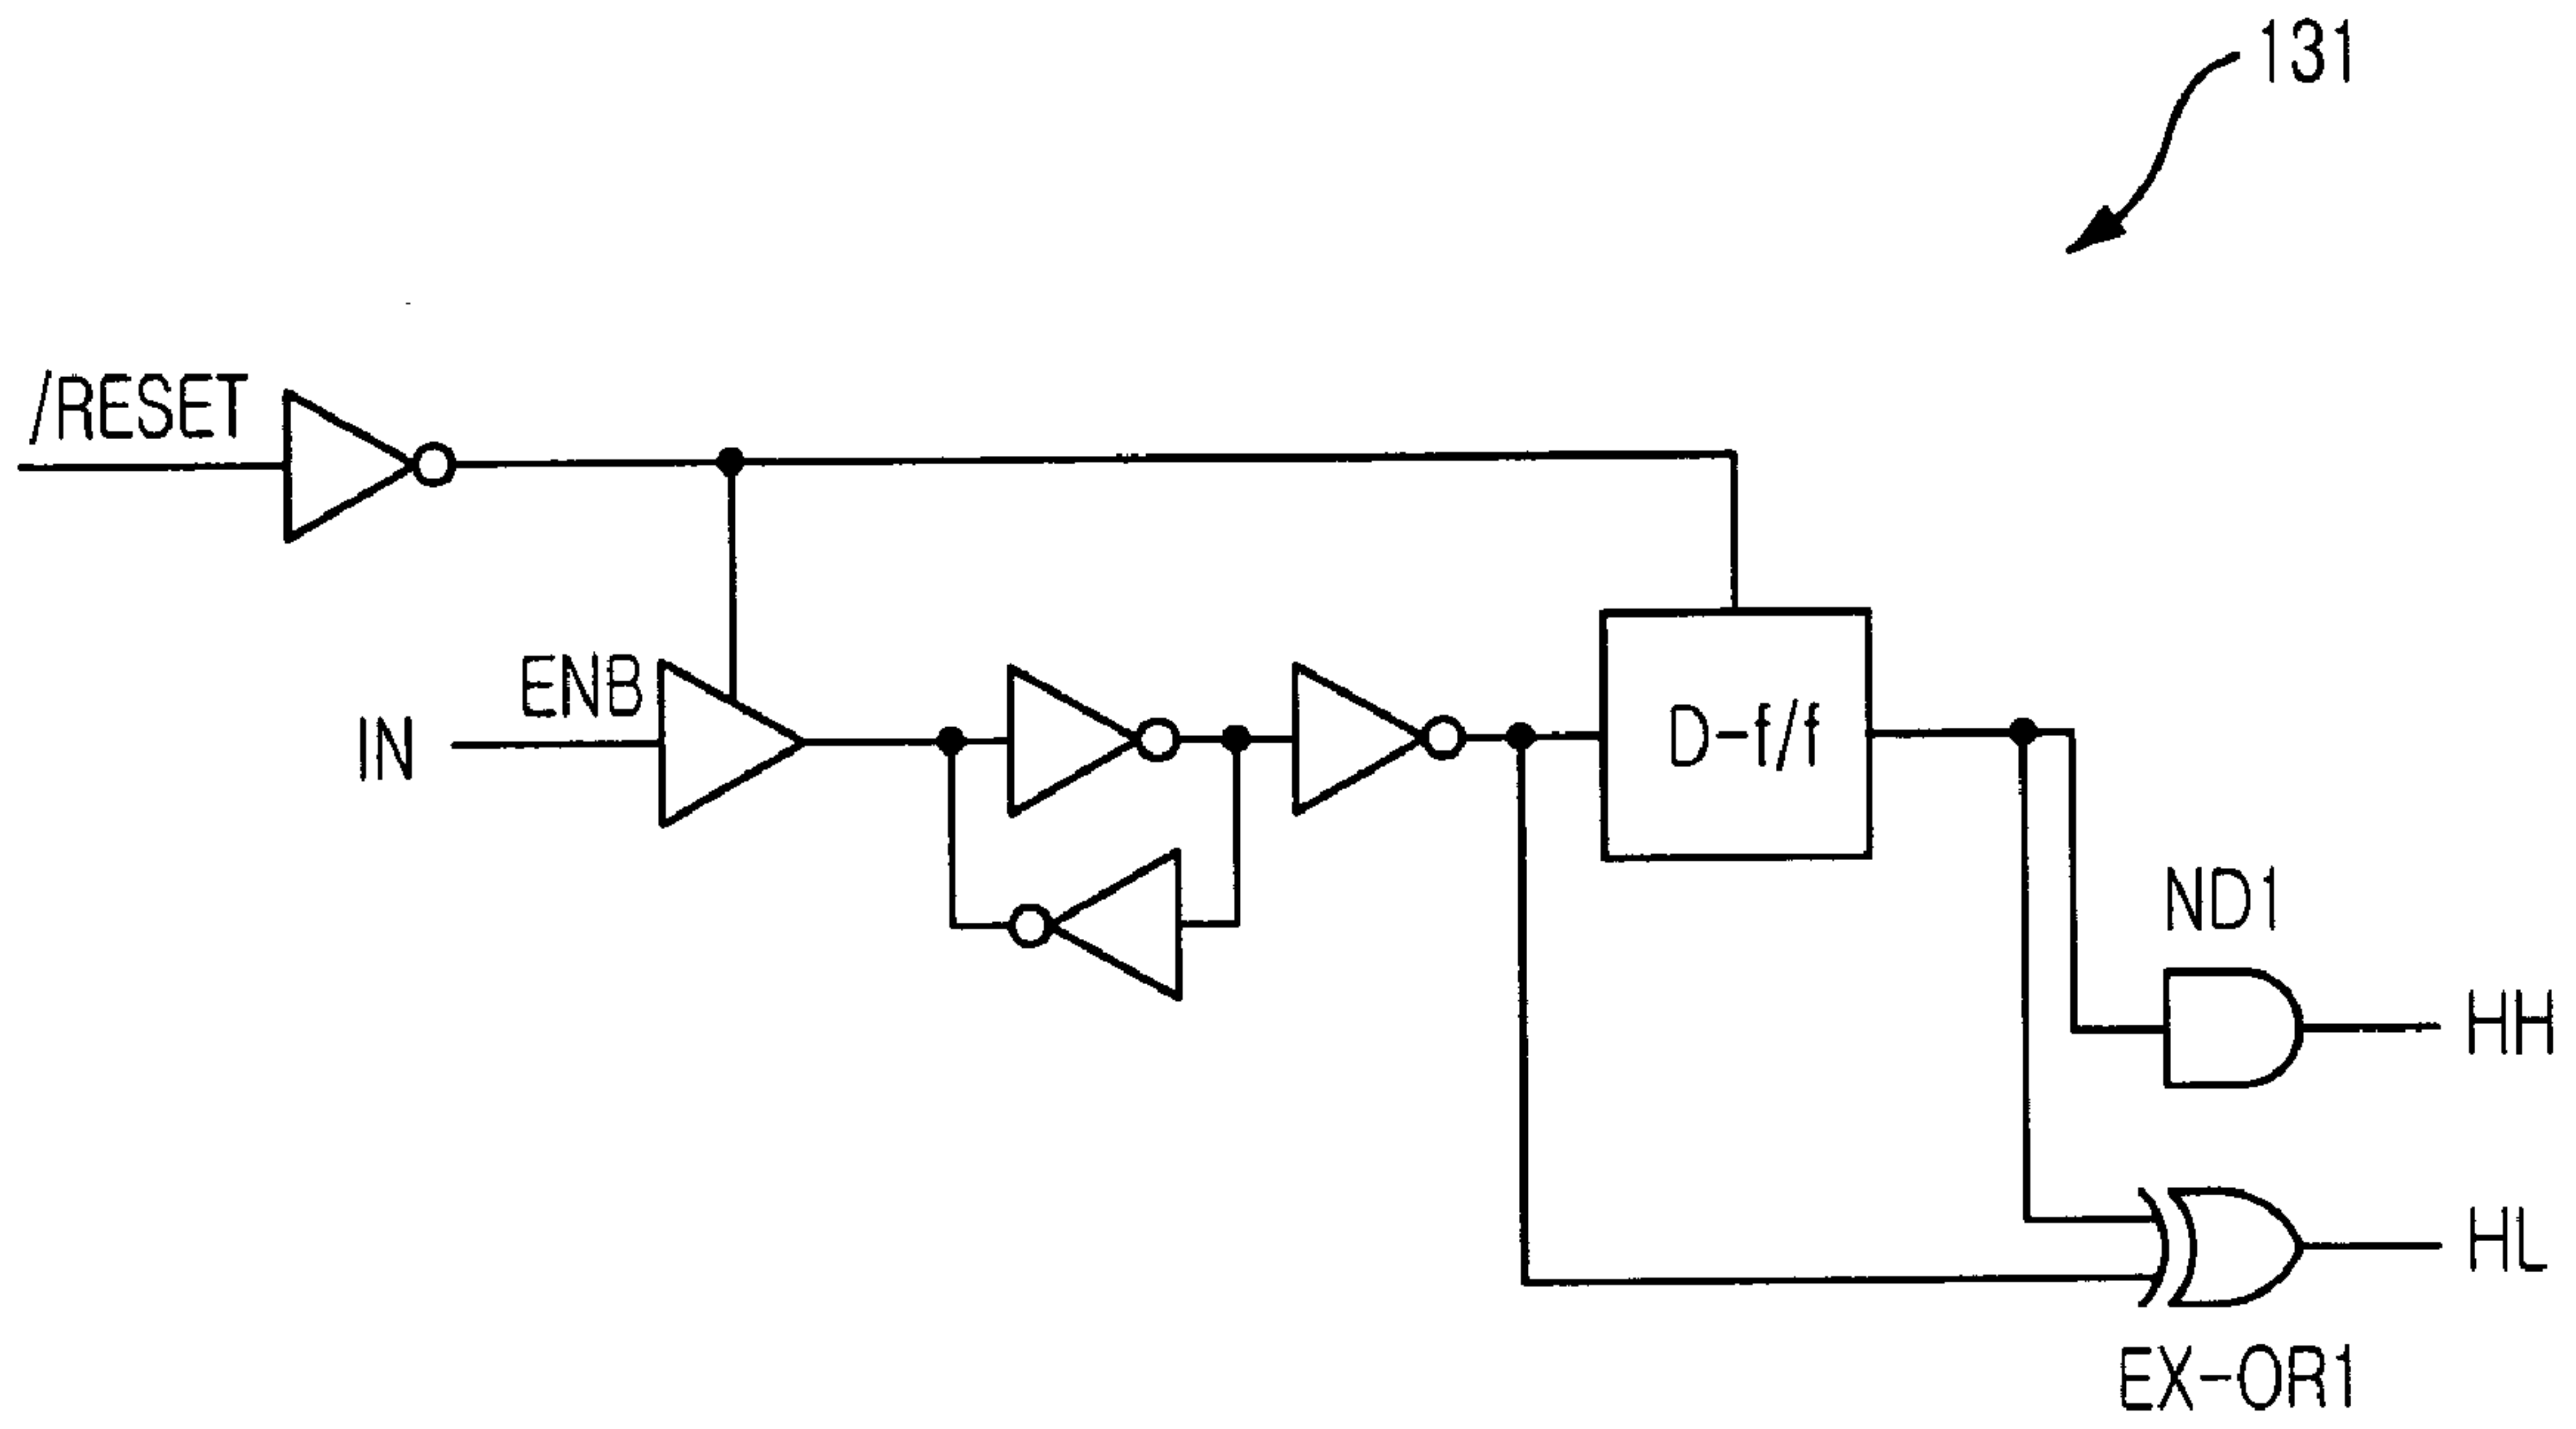 131
/RESET
ENB
IN
D-f/f
ND1
HH
HL
EX-OR1